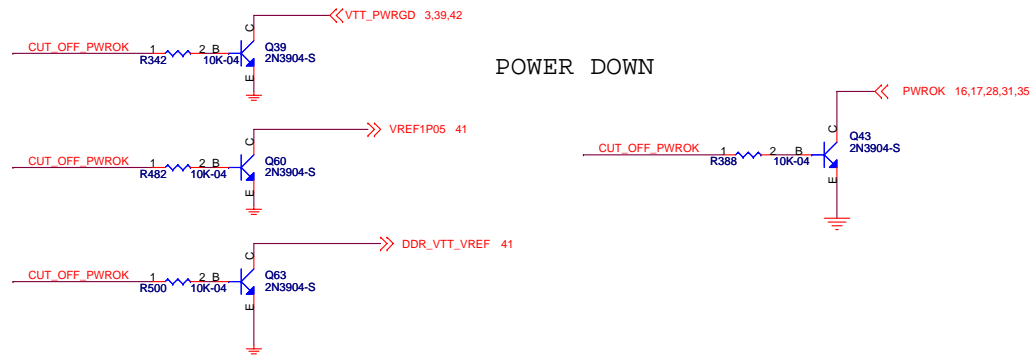 C
VTT_PWRGD 3,39,42
CUT_OFF_PWROK 1 2 B Q39
R342 10K-04 2N3904-S
E
POWER DOWN
C
VREF1P05 41
CUT_OFF_PWROK 1 2 B Q60
R482 10K-04 2N3904-S
E
C
DDR_VTT_VREF 41
CUT_OFF_PWROK 1 2 B Q63
R500 10K-04 2N3904-S
E
PWROK 16,17,28,31,35
C
CUT_OFF_PWROK 1 2 B Q43
R388 10K-04 2N3904-S
E